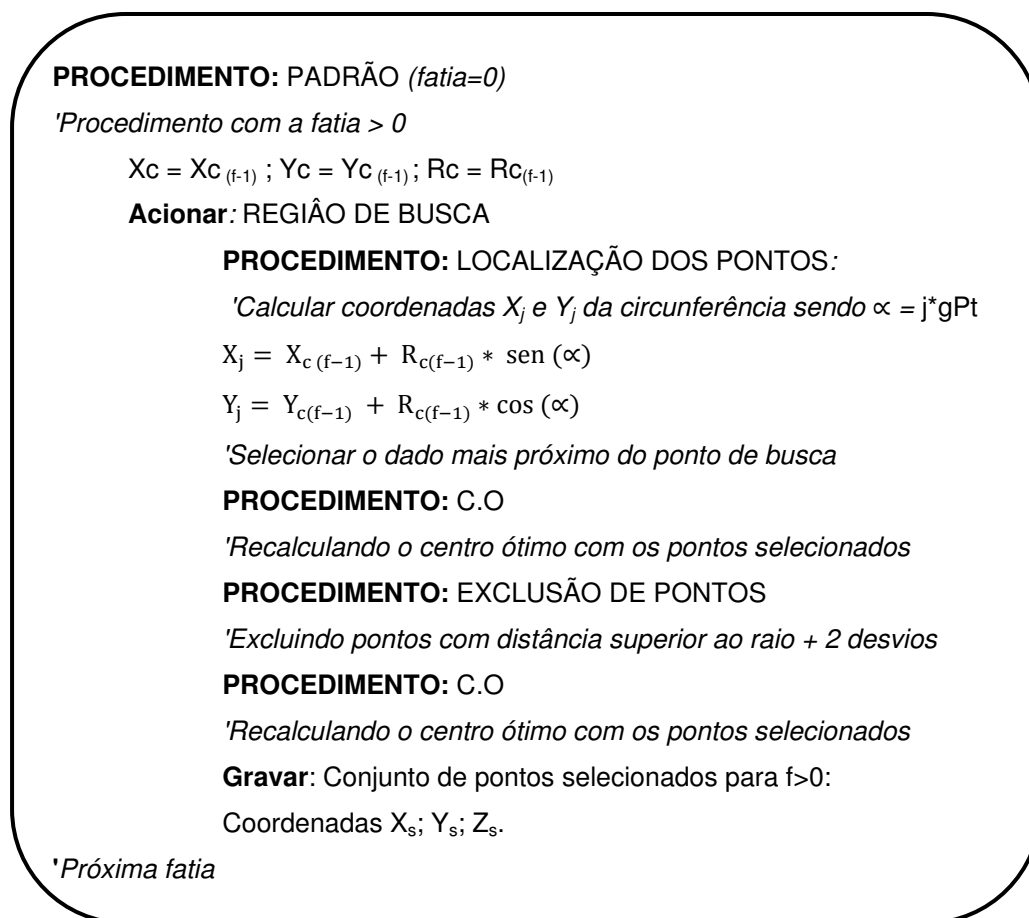 PROCEDIMENTO: PADRÃO (fatia=0)
'Procedimento com a fatia > 0
Xc = Xc (f-1) ; Yc = Yc (f-1) ; Rc = Rc(f-1)
Acionar: REGIÂO DE BUSCA
PROCEDIMENTO: LOCALIZAÇÃO DOS PONTOS:
'Calcular coordenadas Xj e Yj da circunferência sendo ∝ = j*gPt
Xj = Xc (f−1) + Rc(f−1) ∗ sen (∝)
Yj = Yc(f−1) + Rc(f−1) ∗ cos (∝)
'Selecionar o dado mais próximo do ponto de busca
PROCEDIMENTO: C.O
'Recalculando o centro ótimo com os pontos selecionados
PROCEDIMENTO: EXCLUSÃO DE PONTOS
'Excluindo pontos com distância superior ao raio + 2 desvios
PROCEDIMENTO: C.O
'Recalculando o centro ótimo com os pontos selecionados
Gravar: Conjunto de pontos selecionados para f>0:
Coordenadas Xs; Ys; Zs.
'Próxima fatia